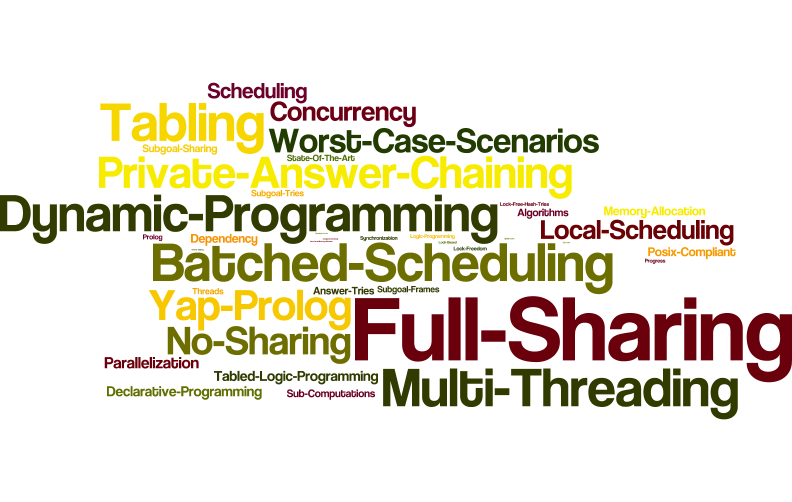 Scheduling
Tabling
Concurrency
Worst-Case-Scenarios
Subgoal-Sharing
State-Of-The-Art
Private-Answer-Chaining
Subgoal-Tries
Dynamic-Programming
Lock-Free-Hash-Tries
Algorithms
Memory-Allocation
Local-Scheduling
Prolog
Dependency
Synchronization
Logic-Programming
Lock-Based
Lock-Freedom
Posix-Compliant
Progress
Batched-Scheduling
Threads
Answer-Tries
Subgoal-Frames
Yap-Prolog
Full-Sharing
No-Sharing
Parallelization
Tabled-Logic-Programming
Multi-Threading
Declarative-Programming
Sub-Computations